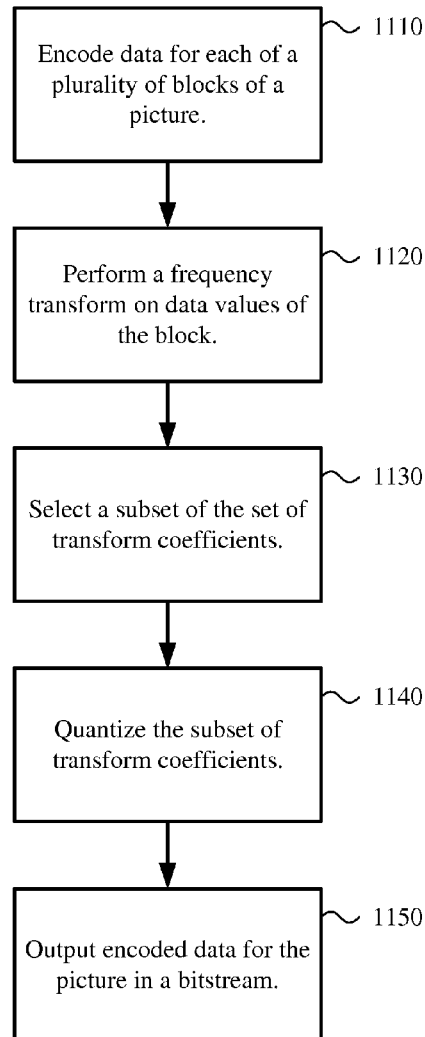 1110
Encode data for each of a
plurality of blocks of a
picture.
1120
Perform a frequency
transform on data values of
the block.
1130
Select a subset of the set of
transform coefficients.
1140
Quantize the subset of
transform coefficients.
1150
Output encoded data for the
picture in a bitstream.